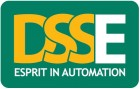 DSSE
ESPRIT IN AUTOMATION